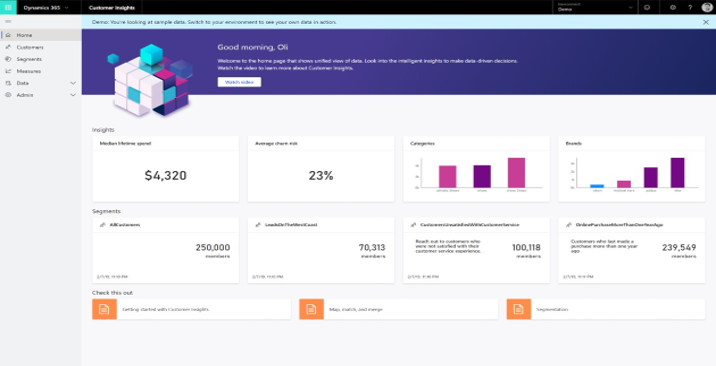 Dynamics 365
Customer Insights
Environment
Demo
Demo: You're looking at sample data. Switch to your environment to see your own data in action.
Home
Customers
Segments
Measures
Data
Admin
Good morning, Oli
Welcome to the home page that shows unified view of data. Look into the intelligent insights to make data-driven decisions.
Watch the video to learn more about Customer Insights.
Watch video
Insights
Median lifetime spend
$4,320
Average churn risk
23%
Categories
Brands
Segments
AllCustomers
250,000
members
LeadsOnTheWestCoast
70,313
members
CustomersUnsatisfiedWithCustomerService
Reach out to customers who
were not satisfied with their
customer service experience.
100,118
members
OnlinePurchaseMoreThanOneYearAgo
Customers who last made a
purchase more than one year
ago
239,549
members
Check this out
Getting started with Customer Insights
Map, match, and merge
Segmentation